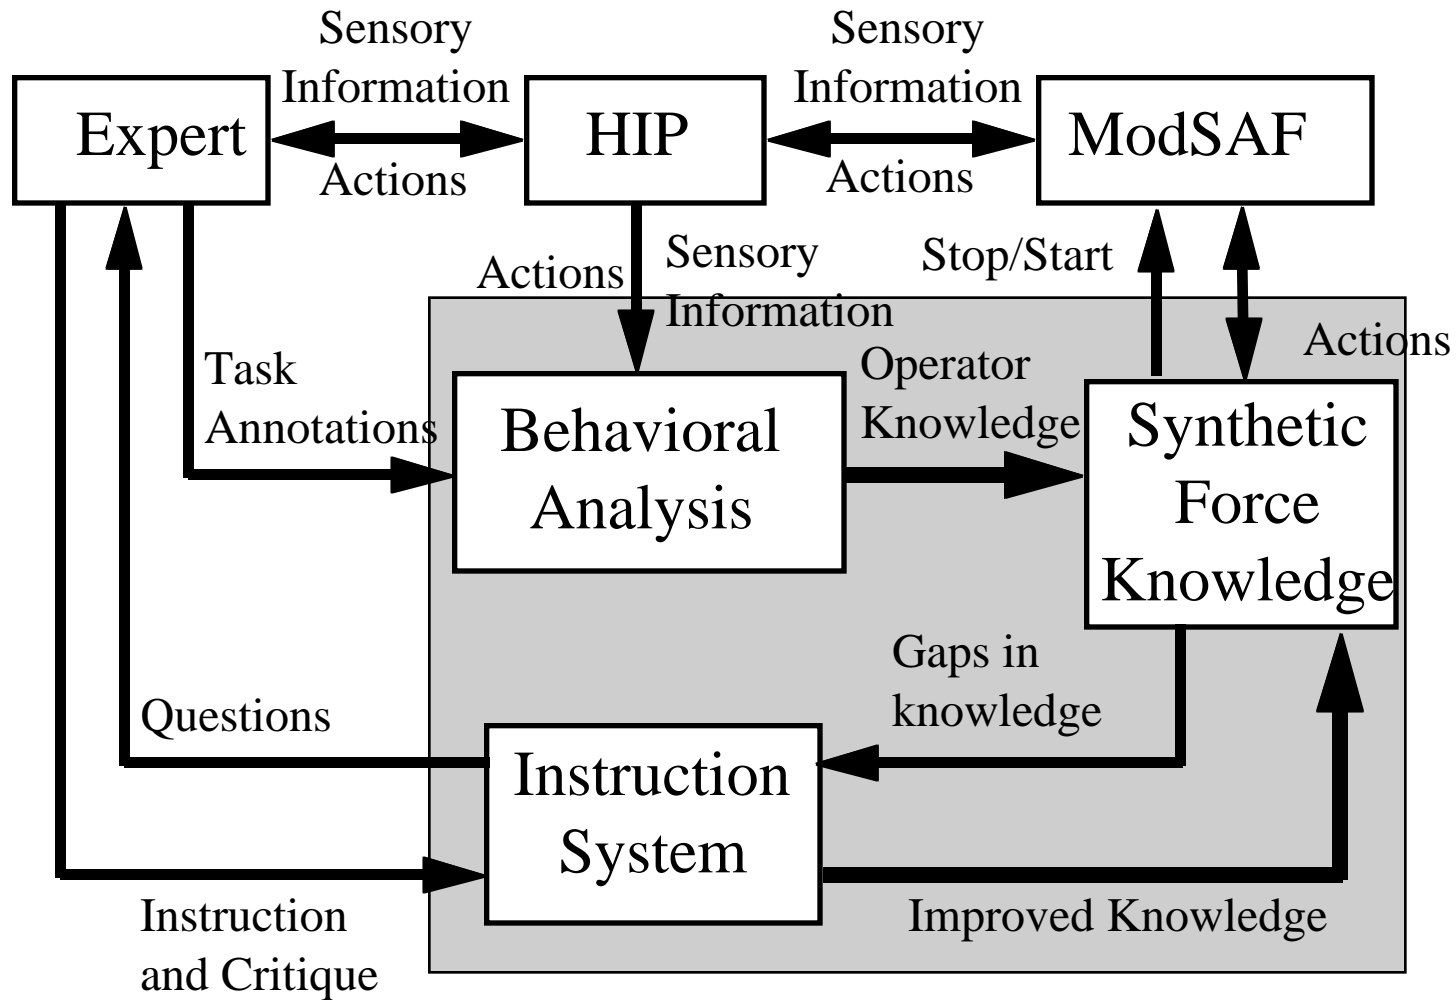 Sensory
Information
Sensory
Information
Expert
HIP
ModSAF
Actions
Actions
Actions
Sensory
Information
Stop/Start
Actions
Task
Annotations
Operator
Knowledge
Behavioral
Analysis
Synthetic
Force
Knowledge
Gaps in
knowledge
Questions
Instruction
System
Instruction
and Critique
Improved Knowledge